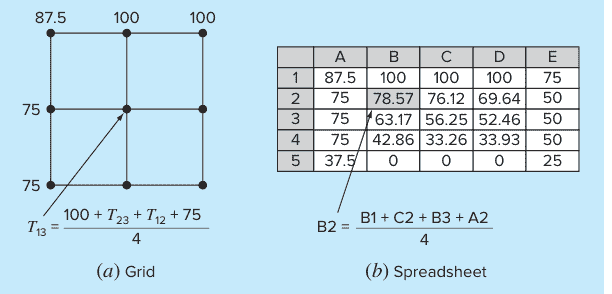 87.5 100 100
75
75
T13 = 100 + T23 + T12 + 75 / 4
(a) Grid
A B C D E
1 87.5 100 100 100 75
2 75 78.57 76.12 69.64 50
3 75 63.17 56.25 52.46 50
4 75 42.86 33.26 33.93 50
5 37.5 0 0 0 25
B2 = B1 + C2 + B3 + A2 / 4
(b) Spreadsheet